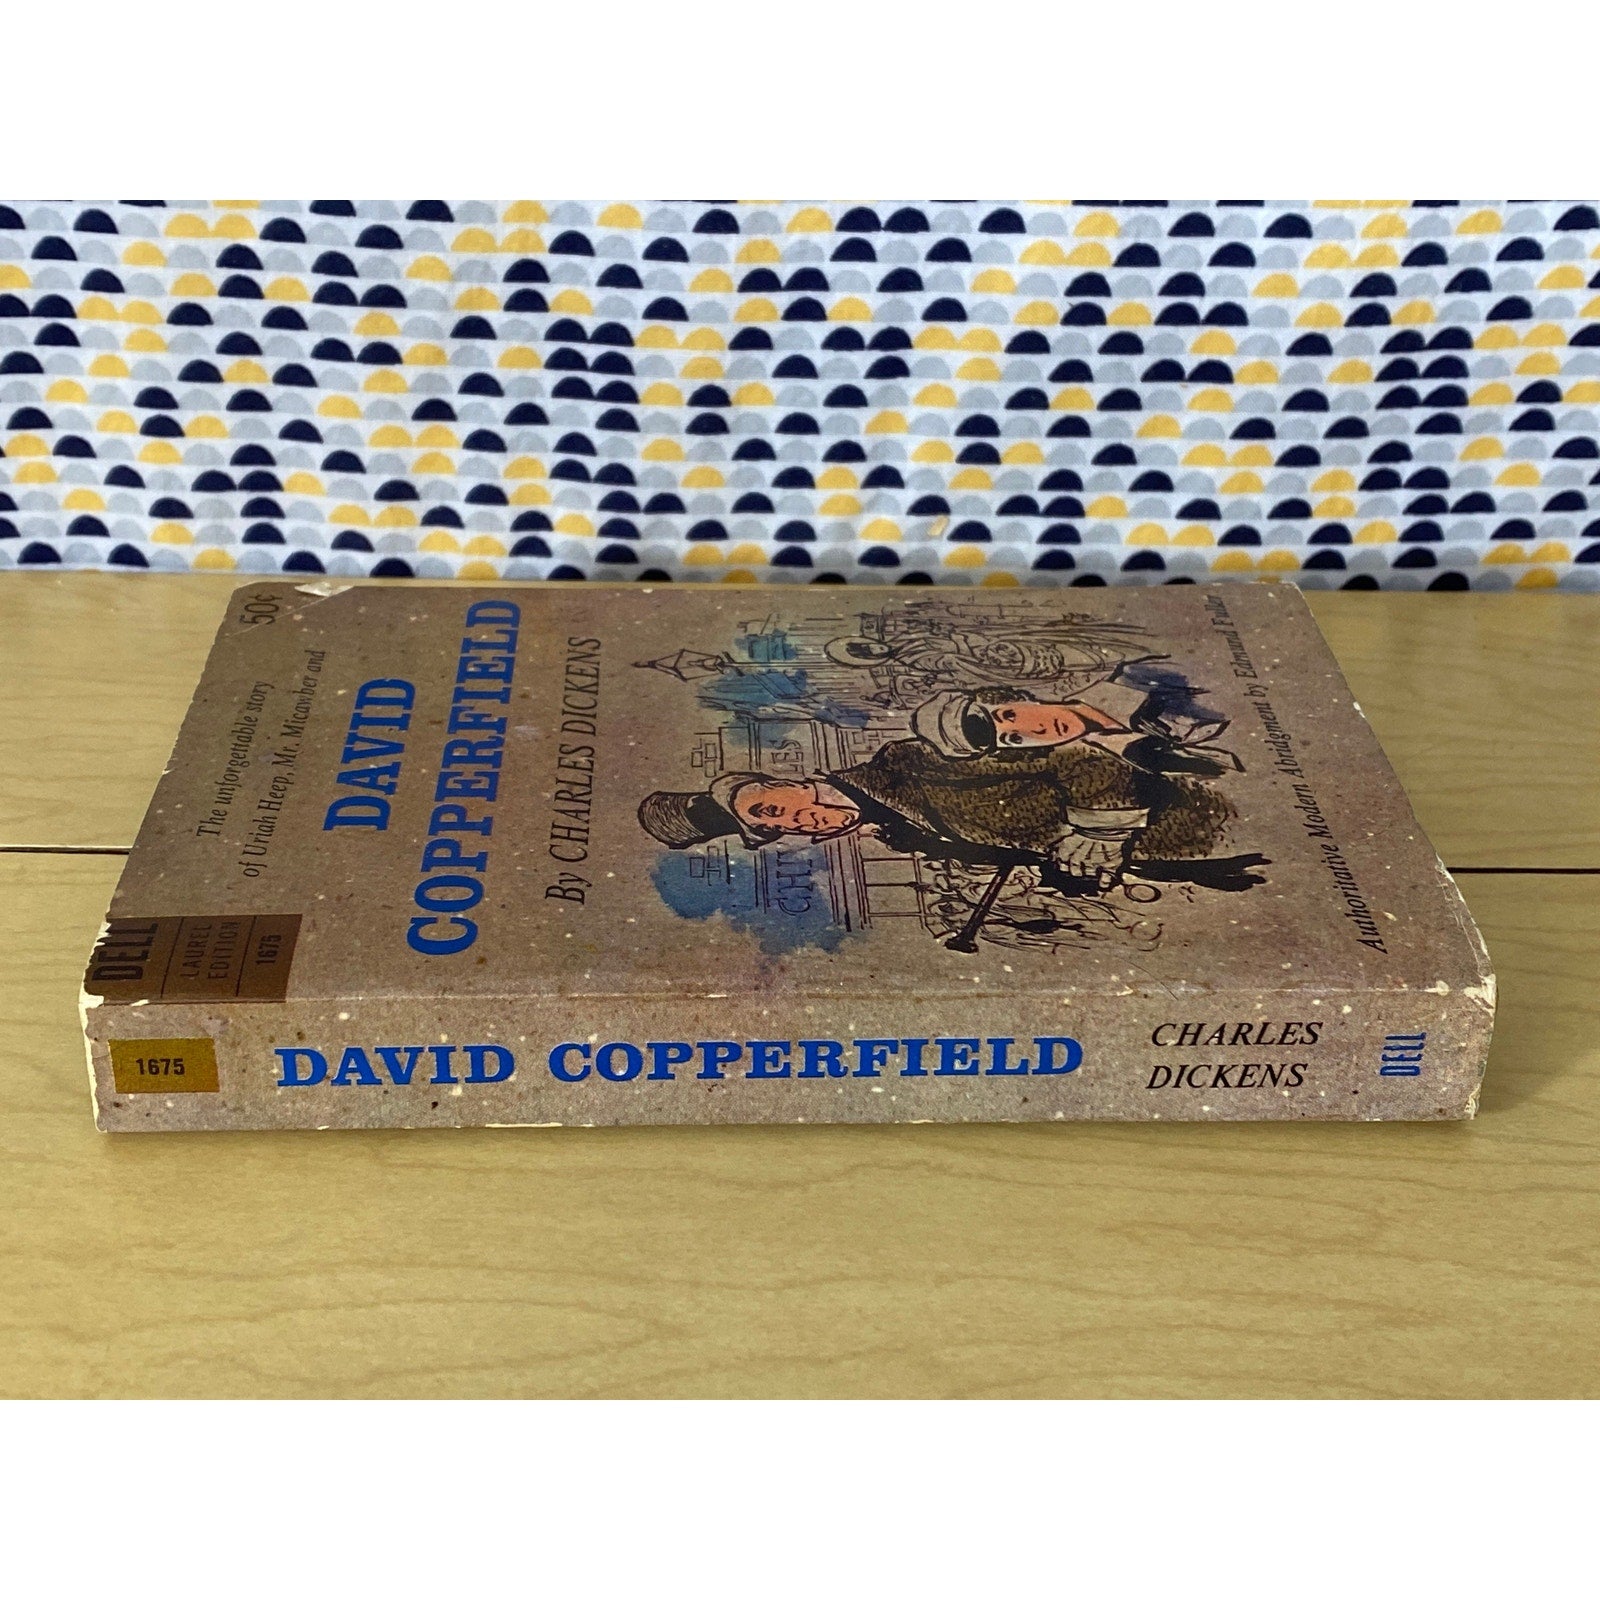 50¢
The unforgettable story
of Uriah Heep, Mr. Micawber and
DAVID
COPPERFIELD
By CHARLES DICKENS
Authoritative Modern Abridgment by Edmund Fuller
DELL
LAUREL
EDITION
1675
1675
DAVID COPPERFIELD
CHARLES
DICKENS
DELL